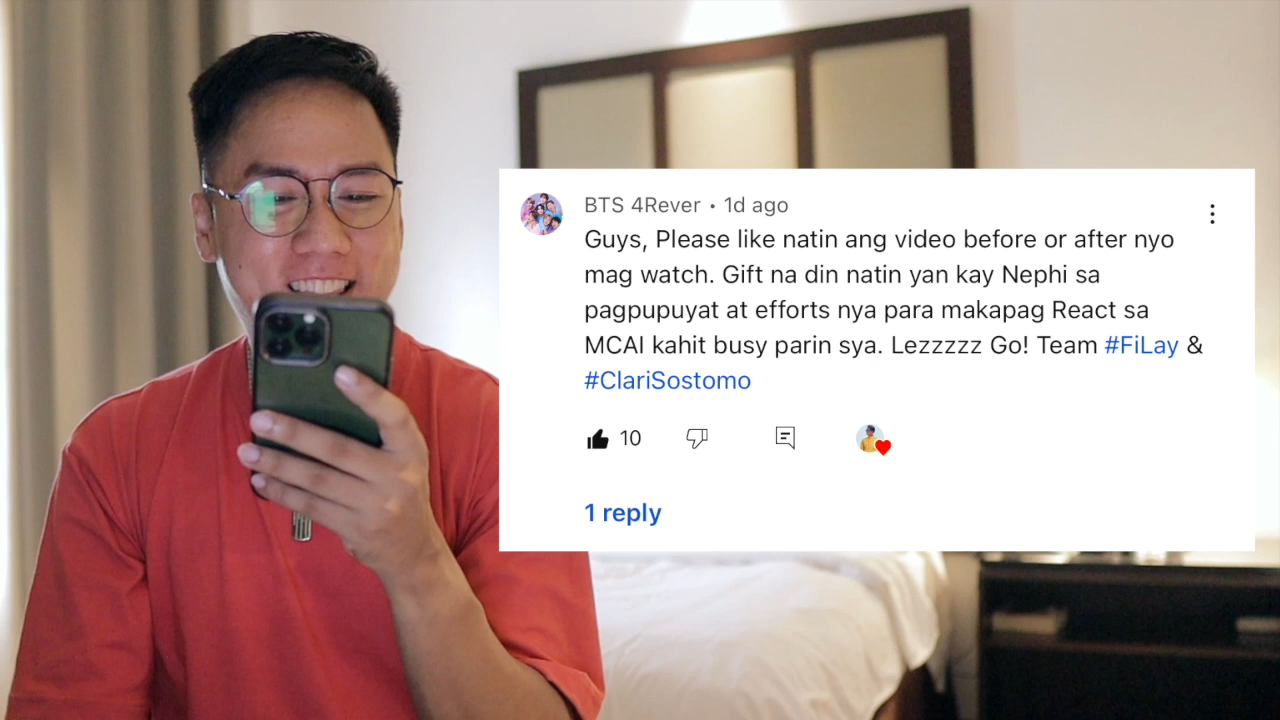 BTS 4Rever • 1d ago
Guys, Please like natin ang video before or after nyo
mag watch. Gift na din natin yan kay Nephi sa
pagpupuyat at efforts nya para makapag React sa
MCAI kahit busy parin sya. Lezzzzz Go! Team #FiLay &
#ClariSostomo
10
1 reply